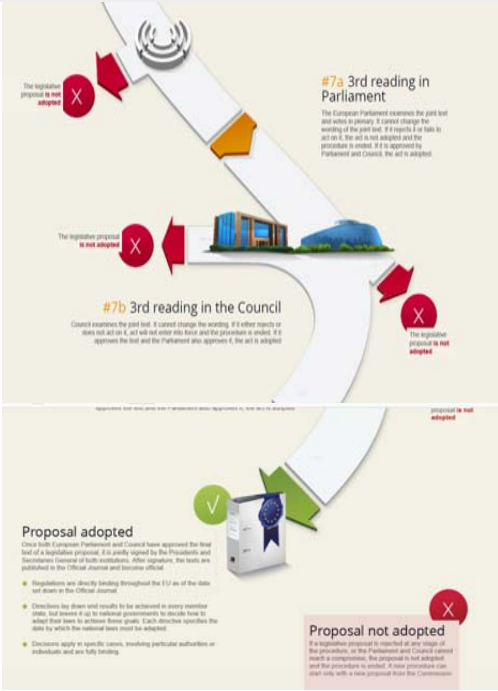 The legislative
proposal is not
adopted
X
#7a 3rd reading in
Parliament
The European Parliament examines the joint text
and votes in plenary. It cannot change the
wording of the joint text. If it rejects it or fails to
act on it, the act is not adopted and the
procedure is ended. If it is approved by
Parliament and Council, the act is adopted.
The legislative proposal
is not adopted
X
#7b 3rd reading in the Council
Council examines the joint text. It cannot change the wording. If it either rejects or
does not act on it, act will not enter into force and the procedure is ended. If it
approves the text and the Parliament also approves it, the act is adopted
X
The legislative
proposal is not
adopted
approves the text and the Parliament also approves it, the act is adopted
proposal is not
adopted
Proposal adopted
Once both European Parliament and Council have approved the final
text of a legislative proposal, it is jointly signed by the Presidents and
Secretaries General of both institutions. After signature, the texts are
published in the Official Journal and become official.
Regulations are directly binding throughout the EU as of the date
set down in the Official Journal.
Directives lay down end results to be achieved in every member
state, but leaves it up to national governments to decide how to
adapt their laws to achieve these goals. Each directive specifies the
date by which the national laws must be adopted.
Decisions apply in specific cases, involving particular authorities or
individuals and are fully binding.
X
Proposal not adopted
If a legislative proposal is rejected at any stage of
the procedure, or the Parliament and Council cannot
reach a compromise, the proposal is not adopted
and the procedure is ended. A new procedure can
start only with a new proposal from the Commission.